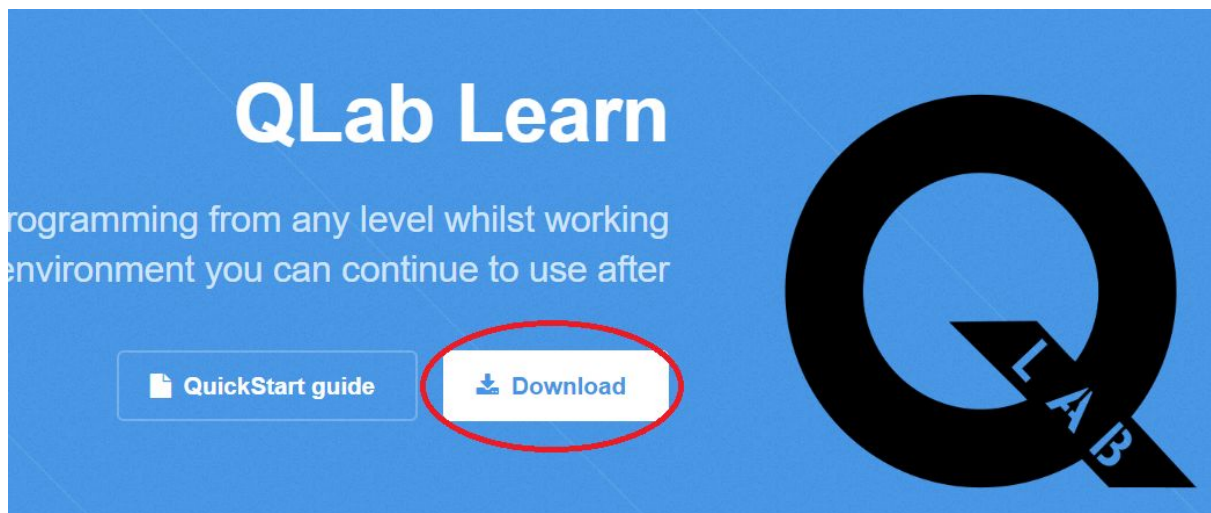 QLab Learn
rogramming from any level whilst working
environment you can continue to use after
QuickStart guide
Download
LAB